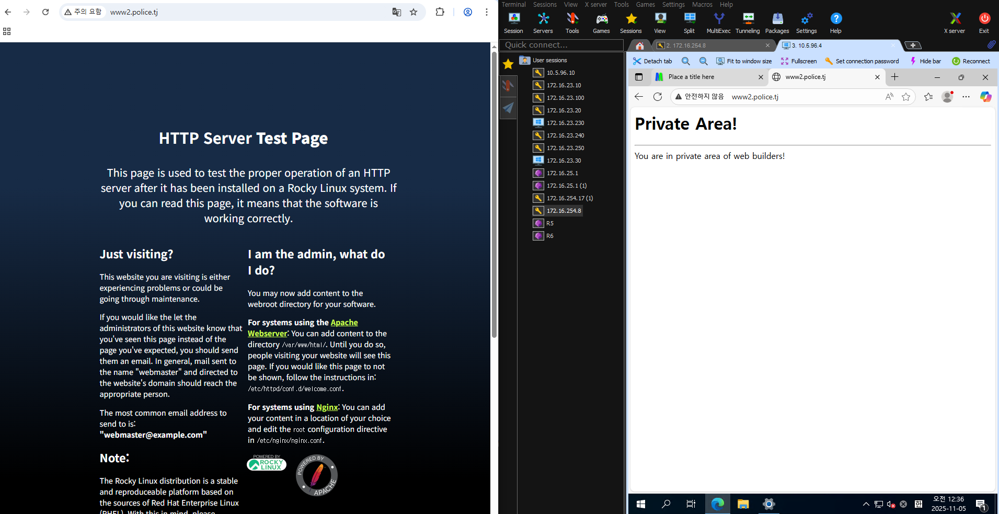 주의 요함
www2.police.tj
HTTP Server Test Page
This page is used to test the proper operation of an HTTP
server after it has been installed on a Rocky Linux system. If
you can read this page, it means that the software is
working correctly.
Just visiting?
This website you are visiting is either
experiencing problems or could be
going through maintenance.
If you would like the let the
administrators of this website know that
you've seen this page instead of the
page you've expected, you should send
them an email. In general, mail sent to
the name "webmaster" and directed to
the website's domain should reach the
appropriate person.
The most common email address to
send to is:
"webmaster@example.com"
Note:
The Rocky Linux distribution is a stable
and reproduceable platform based on
the sources of Red Hat Enterprise Linux
(RHEL). With this in mind, please
I am the admin, what do
I do?
You may now add content to the
webroot directory for your software.
For systems using the Apache
Webserver: You can add content to the
directory /var/www/html/. Until you do so,
people visiting your website will see this
page. If you would like this page to not
be shown, follow the instructions in:
/etc/httpd/conf.d/welcome.conf.
For systems using Nginx: You can add
your content in a location of your choice
and edit the root configuration directive
in /etc/nginx/nginx.conf.
POWERED BY
ROCKY
LINUX
POWERED BY
APACHE
Terminal Sessions View X server Tools Games Settings Macros Help
Session Servers Tools Games Sessions View Split MultiExec Tunneling Packages Settings Help X server Exit
Quick connect...
2. 172.16.254.8
3. 10.5.96.4
User sessions
10.5.96.10
172.16.23.10
172.16.23.100
172.16.23.20
172.16.23.230
172.16.23.240
172.16.23.250
172.16.23.30
172.16.25.1
172.16.25.1 (1)
172.16.254.17 (1)
172.16.254.8
R5
R6
Detach tab Fit to window size Fullscreen Set connection password Hide bar Reconnect
Place a title here
www2.police.tj
안전하지 않음 www2.police.tj
Private Area!
You are in private area of web builders!
한
오전 12:36
2025-11-05
1